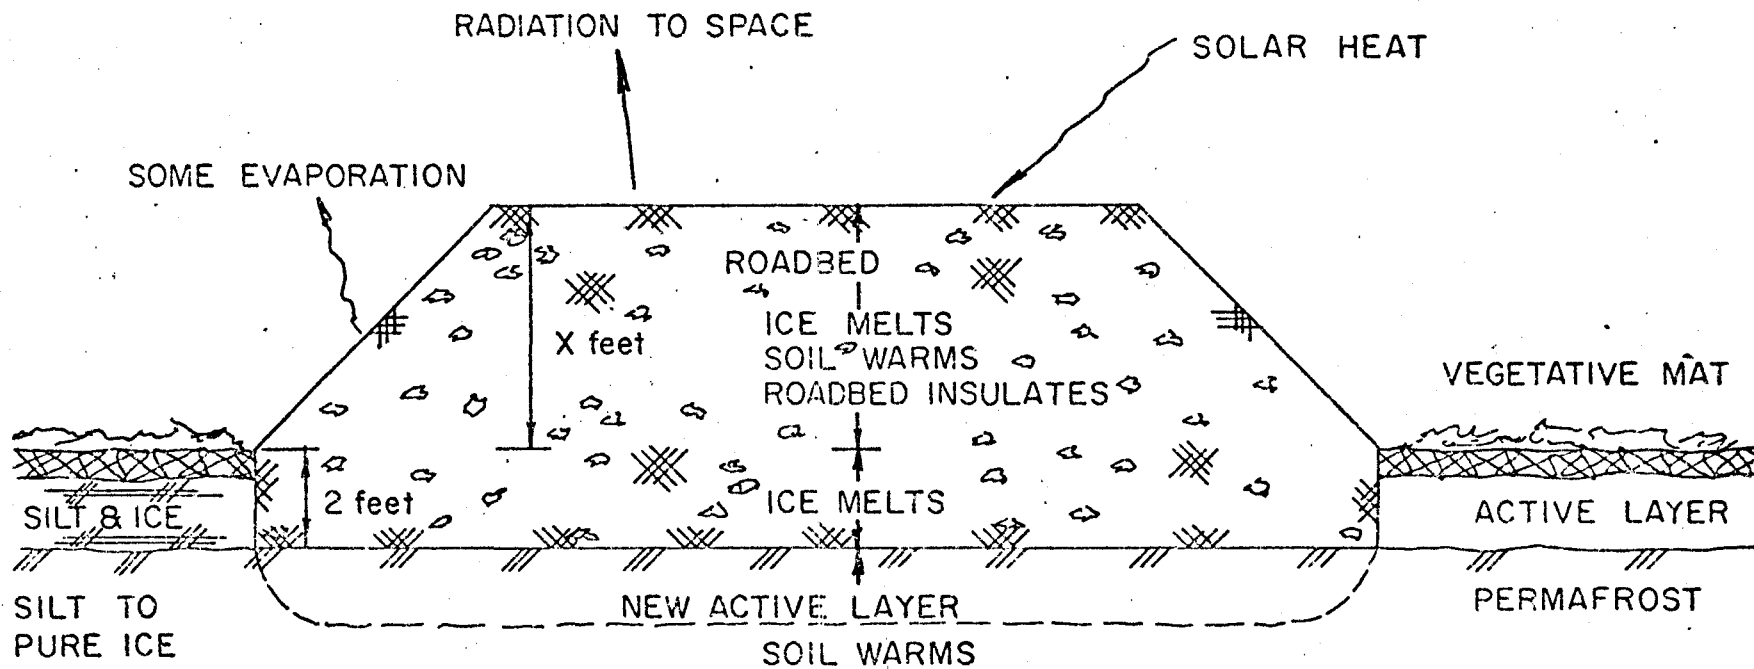 RADIATION TO SPACE
SOLAR HEAT
SOME EVAPORATION
ROADBED
X feet
ICE MELTS
SOIL WARMS
ROADBED INSULATES
VEGETATIVE MAT
2 feet
ICE MELTS
SILT & ICE
ACTIVE LAYER
SILT TO
PURE ICE
NEW ACTIVE LAYER
PERMAFROST
SOIL WARMS